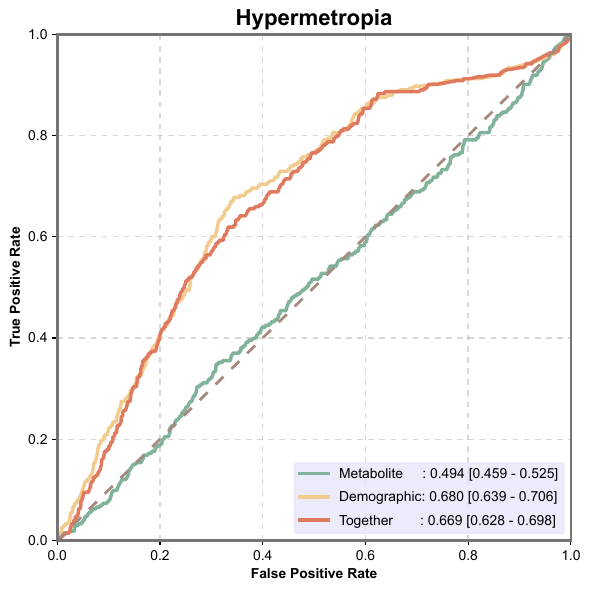 Hypermetropia
1.0
0.8
0.6
0.4
0.2
0.0
True Positive Rate
Metabolite : 0.494 [0.459 - 0.525]
Demographic: 0.680 [0.639 - 0.706]
Together : 0.669 [0.628 - 0.698]
0.0 0.2 0.4 0.6 0.8 1.0
False Positive Rate